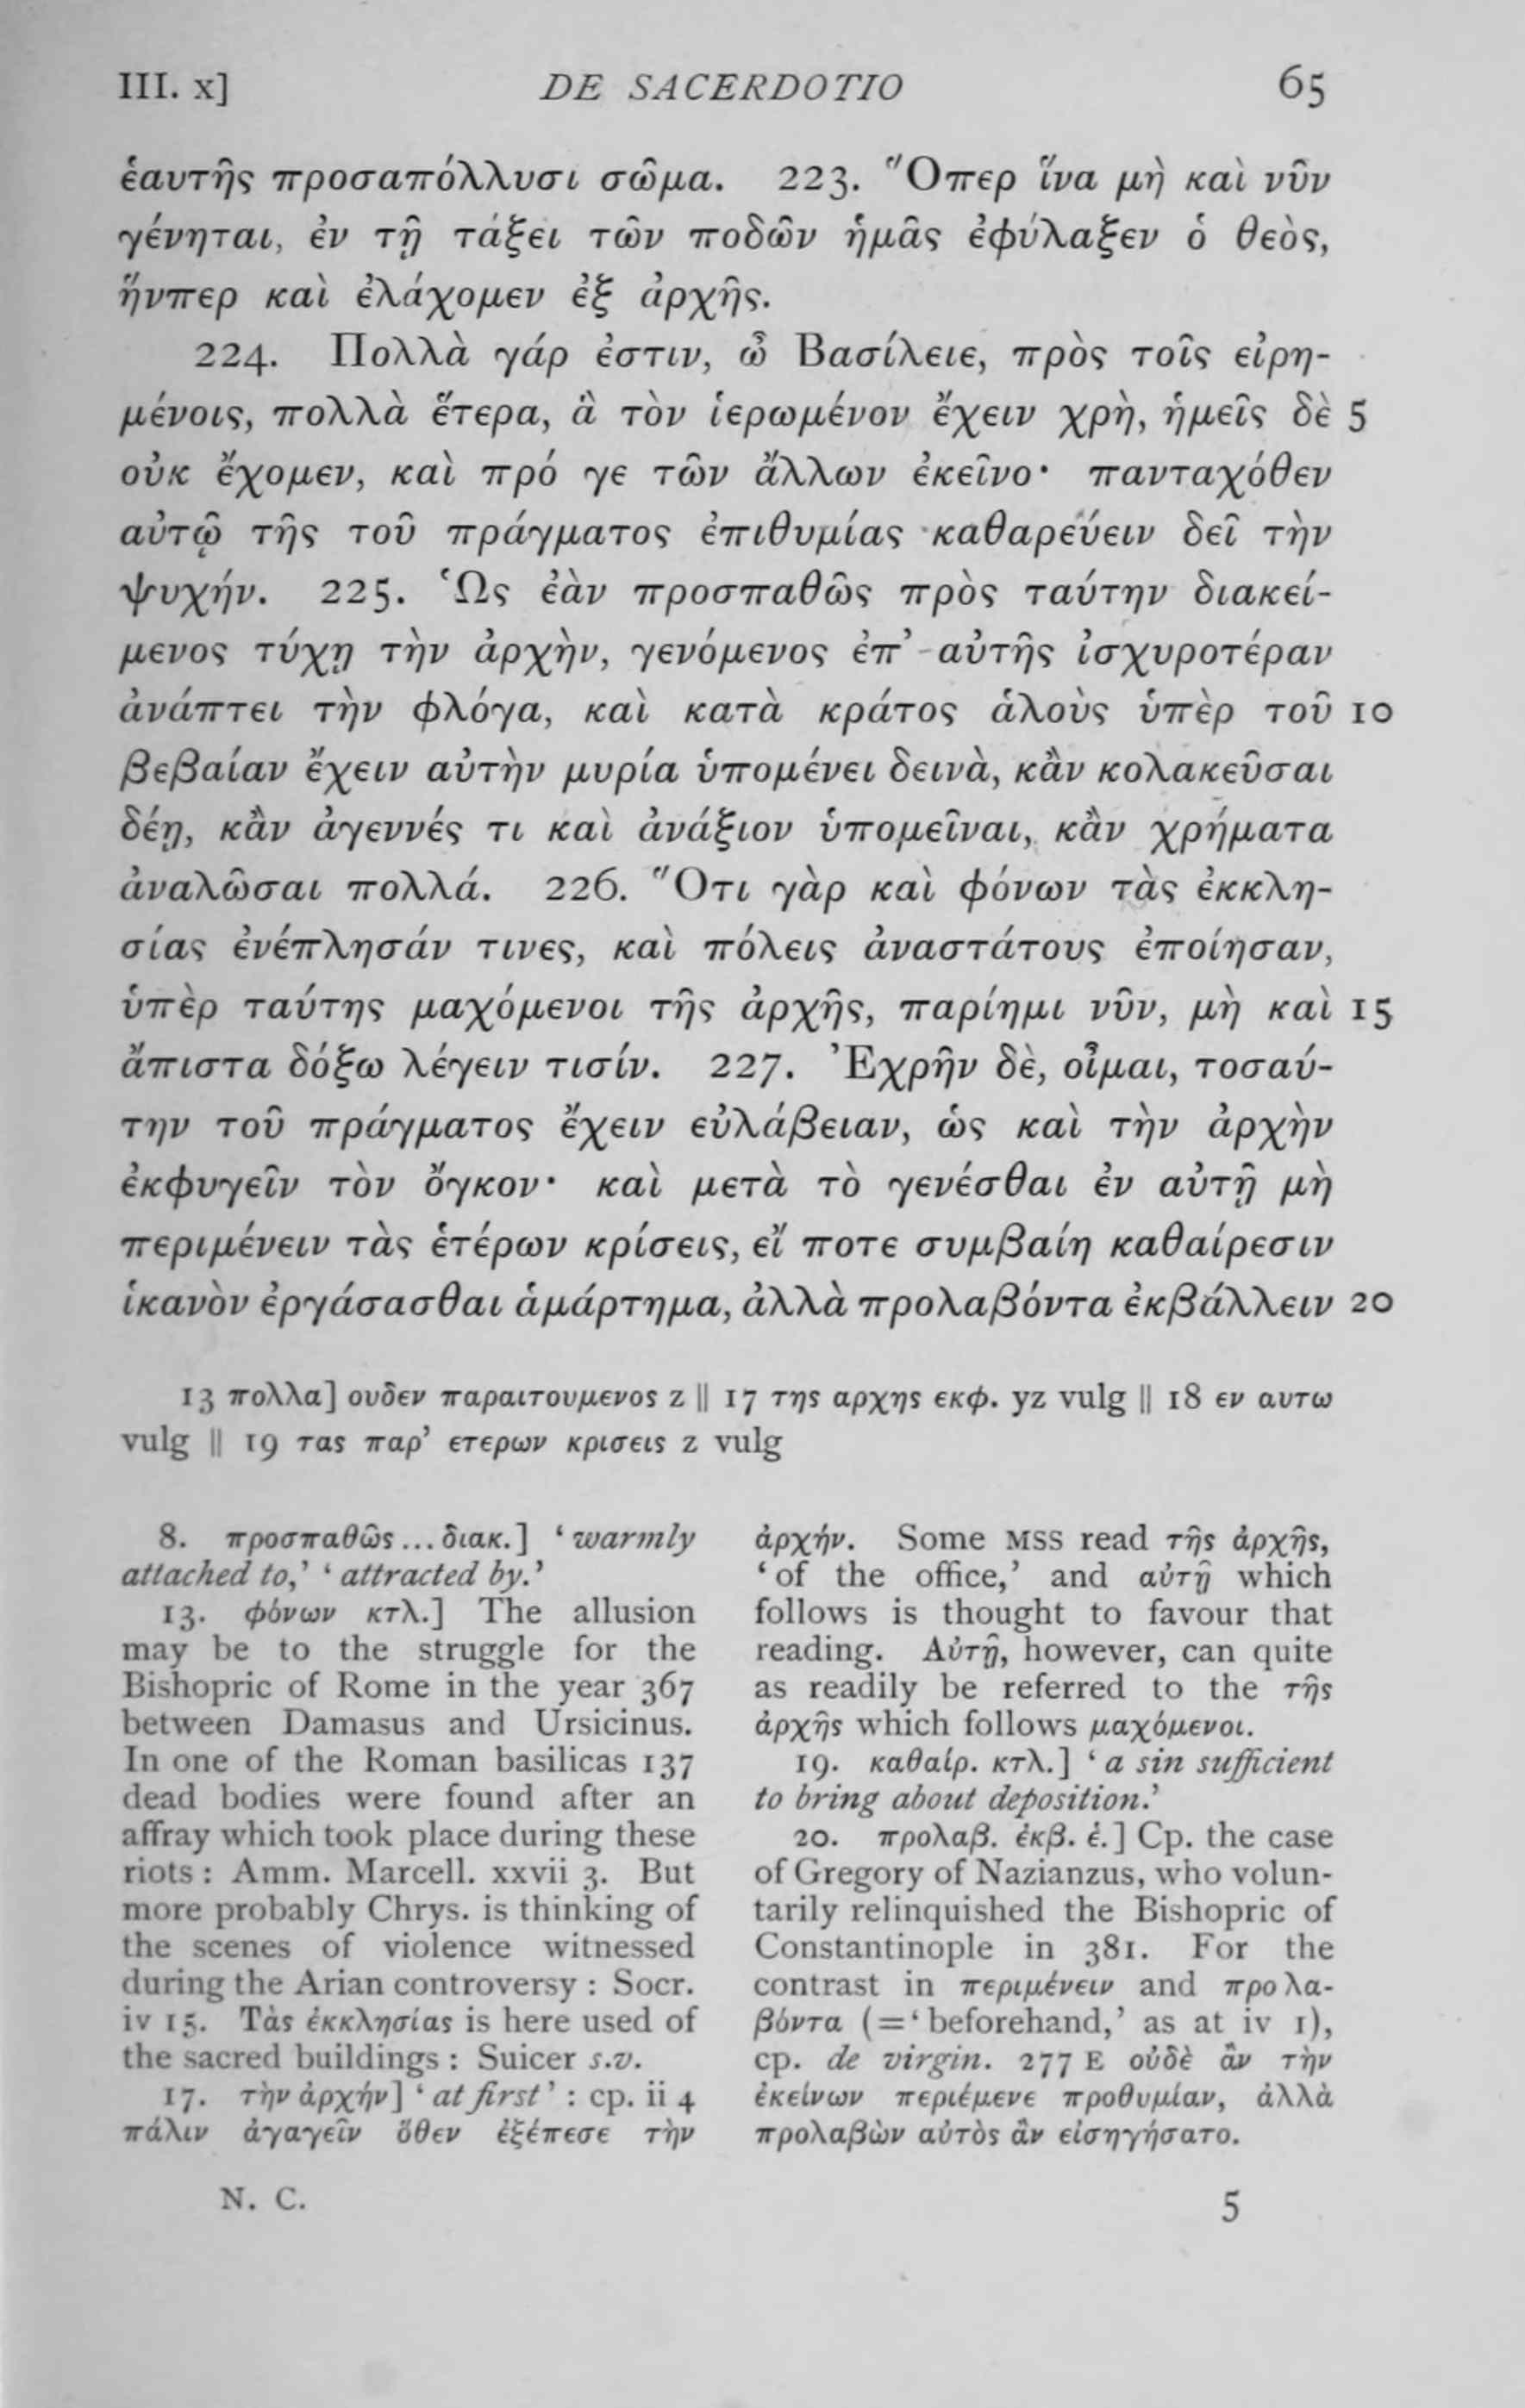 III. x]
DE SACERDOTIO
65
ἑαυτῆς προσαπόλλυσι σῶμα. 223. Ὅπερ ἵνα μὴ καὶ νῦν
γένηται, ἐν τῇ τάξει τῶν ποδῶν ἡμᾶς ἐφύλαξεν ὁ θεὸς,
ἥνπερ καὶ ἐλάχομεν ἐξ ἀρχῆς.
224. Πολλὰ γάρ ἐστιν, ὦ Βασίλειε, πρὸς τοῖς εἰρη-
μένοις, πολλὰ ἕτερα, ἃ τὸν ἱερωμένον ἔχειν χρὴ, ἡμεῖς δὲ 5
οὐκ ἔχομεν, καὶ πρό γε τῶν ἄλλων ἐκεῖνο· πανταχόθεν
αὐτῷ τῆς τοῦ πράγματος ἐπιθυμίας καθαρεύειν δεῖ τὴν
ψυχήν. 225. Ὡς ἐὰν προσπαθῶς πρὸς ταύτην διακεί-
μενος τύχῃ τὴν ἀρχὴν, γενόμενος ἐπ’ αὐτῆς ἰσχυροτέραν
ἀνάπτει τὴν φλόγα, καὶ κατὰ κράτος ἁλοὺς ὑπὲρ τοῦ 10
βεβαίαν ἔχειν αὐτὴν μυρία ὑπομένει δεινὰ, κἂν κολακεῦσαι
δέῃ, κἂν ἀγεννές τι καὶ ἀνάξιον ὑπομεῖναι, κἂν χρήματα
ἀναλῶσαι πολλά. 226. Ὅτι γὰρ καὶ φόνων τὰς ἐκκλη-
σίας ἐνέπλησάν τινες, καὶ πόλεις ἀναστάτους ἐποίησαν,
ὑπὲρ ταύτης μαχόμενοι τῆς ἀρχῆς, παρίημι νῦν, μὴ καὶ 15
ἄπιστα δόξω λέγειν τισίν. 227. Ἐχρῆν δὲ, οἶμαι, τοσαύ-
την τοῦ πράγματος ἔχειν εὐλάβειαν, ὡς καὶ τὴν ἀρχὴν
ἐκφυγεῖν τὸν ὄγκον· καὶ μετὰ τὸ γενέσθαι ἐν αὐτῇ μὴ
περιμένειν τὰς ἑτέρων κρίσεις, εἴ ποτε συμβαίη καθαίρεσιν
ἱκανὸν ἐργάσασθαι ἁμάρτημα, ἀλλὰ προλαβόντα ἐκβάλλειν 20
13 πολλα] ουδεν παραιτουμενος z || 17 της αρχης εκφ. yz vulg || 18 εν αυτω
vulg || 19 τας παρ’ ετερων κρισεις z vulg
8. προσπαθῶς ... διακ.] ‘warmly
attached to,’ ‘attracted by.’
13. φόνων κτλ.] The allusion
may be to the struggle for the
Bishopric of Rome in the year 367
between Damasus and Ursicinus.
In one of the Roman basilicas 137
dead bodies were found after an
affray which took place during these
riots : Amm. Marcell. xxvii 3. But
more probably Chrys. is thinking of
the scenes of violence witnessed
during the Arian controversy : Socr.
iv 15. Τὰς ἐκκλησίας is here used of
the sacred buildings : Suicer s.v.
17. τὴν ἀρχήν] ‘at first’ : cp. ii 4
πάλιν ἀγαγεῖν ὅθεν ἐξέπεσε τὴν
ἀρχήν. Some MSS read τῆς ἀρχῆς,
‘of the office,’ and αὐτῇ which
follows is thought to favour that
reading. Αὐτῇ, however, can quite
as readily be referred to the τῆς
ἀρχῆς which follows μαχόμενοι.
19. καθαίρ. κτλ.] ‘a sin sufficient
to bring about deposition.’
20. προλαβ. ἐκβ. ἑ.] Cp. the case
of Gregory of Nazianzus, who volun-
tarily relinquished the Bishopric of
Constantinople in 381. For the
contrast in περιμένειν and προλα-
βόντα (=‘beforehand,’ as at iv 1),
cp. de virgin. 277 E οὐδὲ ἂν τὴν
ἐκείνων περιέμενε προθυμίαν, ἀλλὰ
προλαβὼν αὐτὸς ἂν εἰσηγήσατο.
N. C.
5